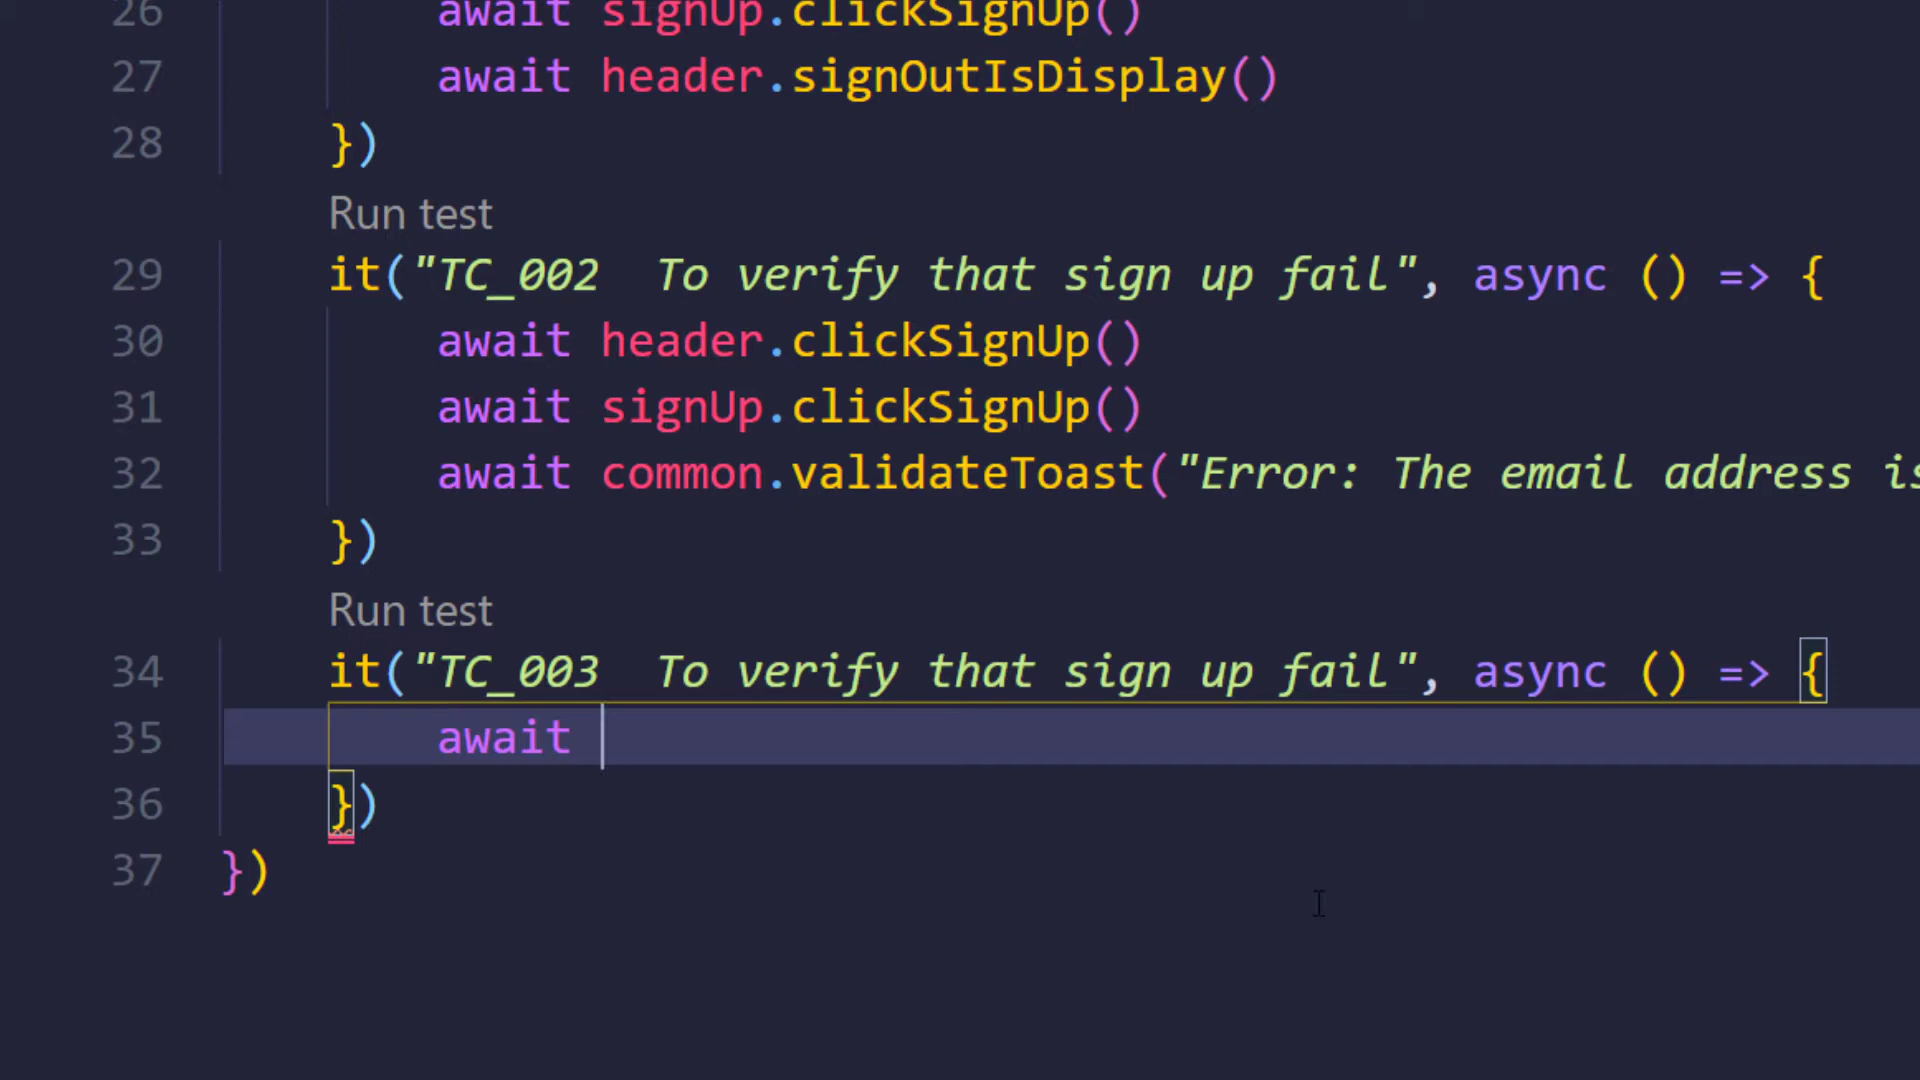 26 await signUp.clickSignUp()
27 await header.signOutIsDisplay()
28 })
Run test
29 it("TC_002  To verify that sign up fail", async () => {
30 await header.clickSignUp()
31 await signUp.clickSignUp()
32 await common.validateToast("Error: The email address is
33 })
Run test
34 it("TC_003  To verify that sign up fail", async () => {
35 await
36 })
37 })